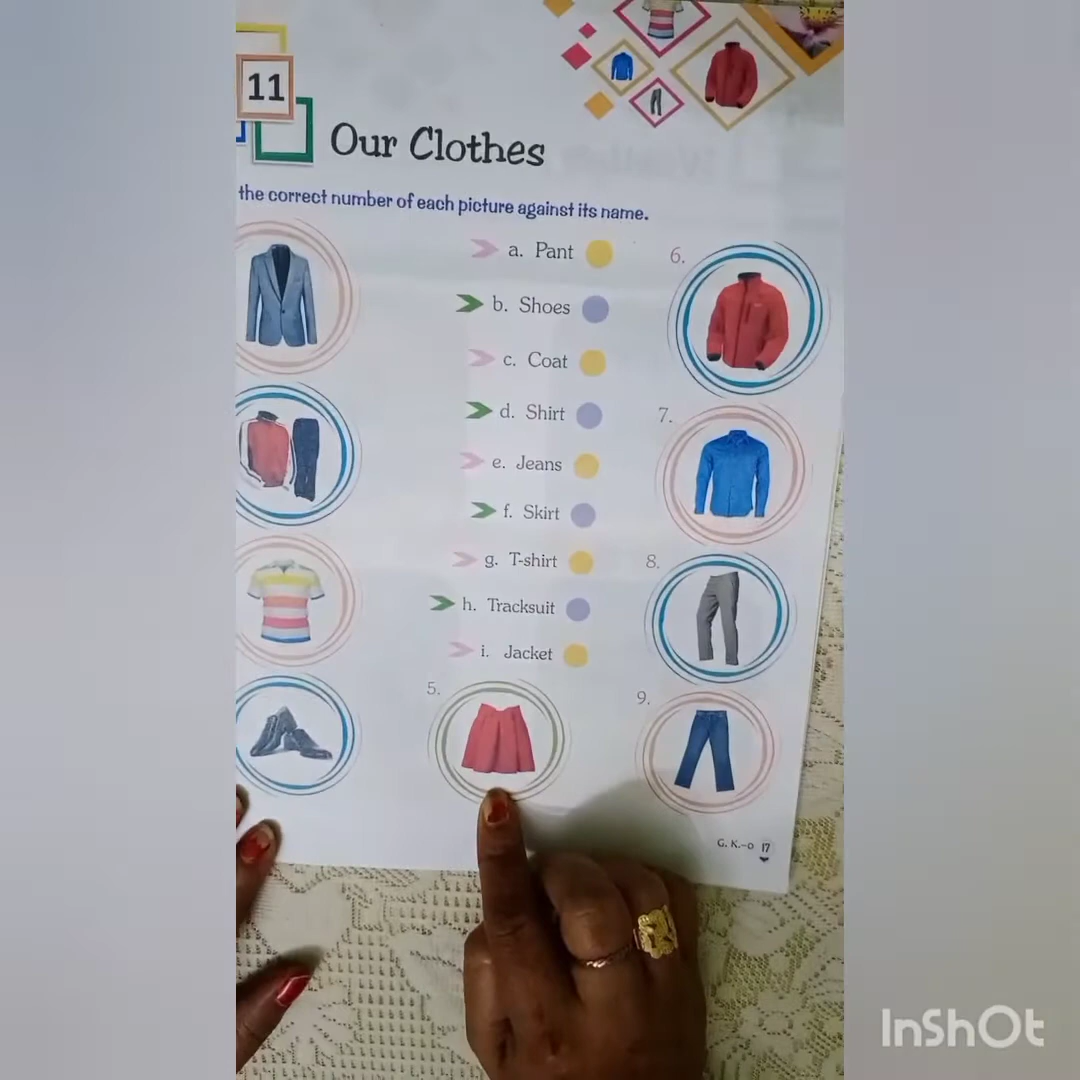 11
Our Clothes
the correct number of each picture against its name.
a. Pant
6.
b. Shoes
c. Coat
d. Shirt
7.
e. Jeans
f. Skirt
g. T-shirt
8.
h. Tracksuit
i. Jacket
5.
9.
G. K.-0 17
InShOt